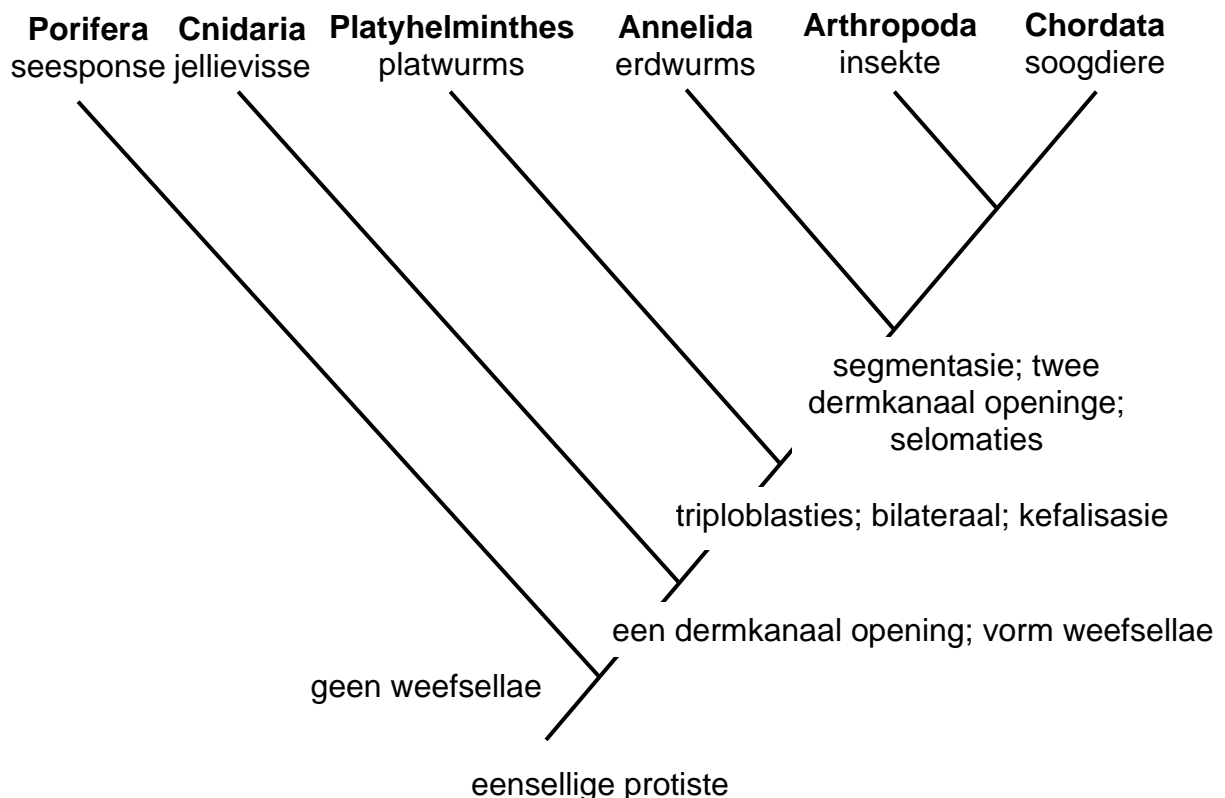 Porifera
seesponse
Cnidaria
jellievisse
Platyhelminthes
platwurms
Annelida
erdwurms
Arthropoda
insekte
Chordata
soogdiere
segmentasie; twee
dermkanaal openinge;
selomaties
triploblasties; bilateraal; kefalisasie
een dermkanaal opening; vorm weefsellae
geen weefsellae
eensellige protiste